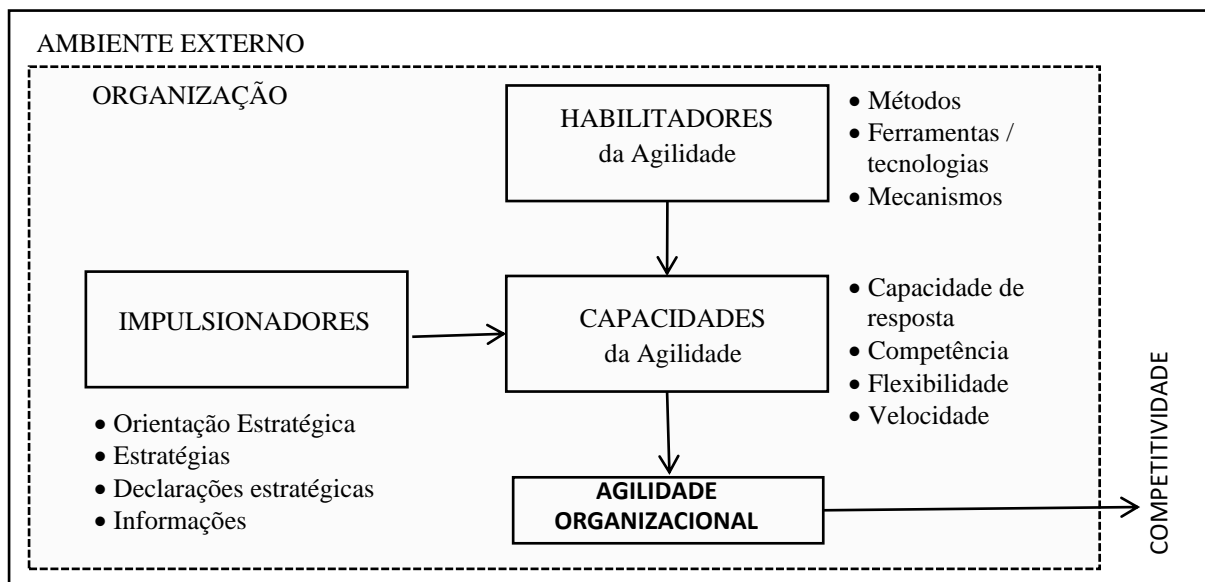 AMBIENTE EXTERNO
ORGANIZAÇÃO
HABILITADORES
da Agilidade
• Métodos
• Ferramentas /
tecnologias
• Mecanismos
IMPULSIONADORES
CAPACIDADES
da Agilidade
• Capacidade de
resposta
• Competência
• Flexibilidade
• Velocidade
• Orientação Estratégica
• Estratégias
• Declarações estratégicas
• Informações
AGILIDADE
ORGANIZACIONAL
COMPETITIVIDADE